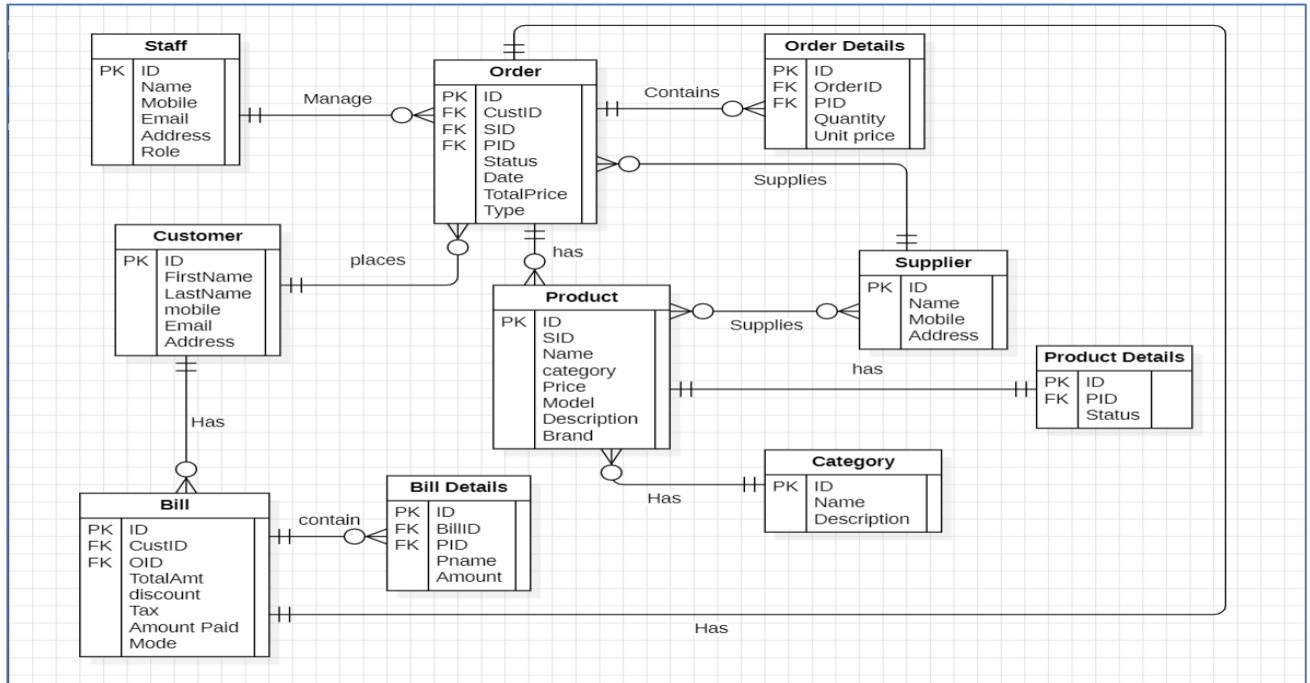 Staff
PK ID
Name
Mobile
Email
Address
Role
Manage
Order
PK ID
FK CustID
FK SID
FK PID
Status
Date
TotalPrice
Type
Contains
Order Details
PK ID
FK OrderID
FK PID
Quantity
Unit price
Supplies
Customer
PK ID
FirstName
LastName
mobile
Email
Address
places
has
Supplier
PK ID
Name
Mobile
Address
Product
PK ID
SID
Name
category
Price
Model
Description
Brand
Supplies
has
Product Details
PK ID
FK PID
Status
Has
Category
PK ID
Name
Description
Has
Bill
PK ID
FK CustID
FK OID
TotalAmt
discount
Tax
Amount Paid
Mode
contain
Bill Details
PK ID
FK BillID
FK PID
Pname
Amount
Has